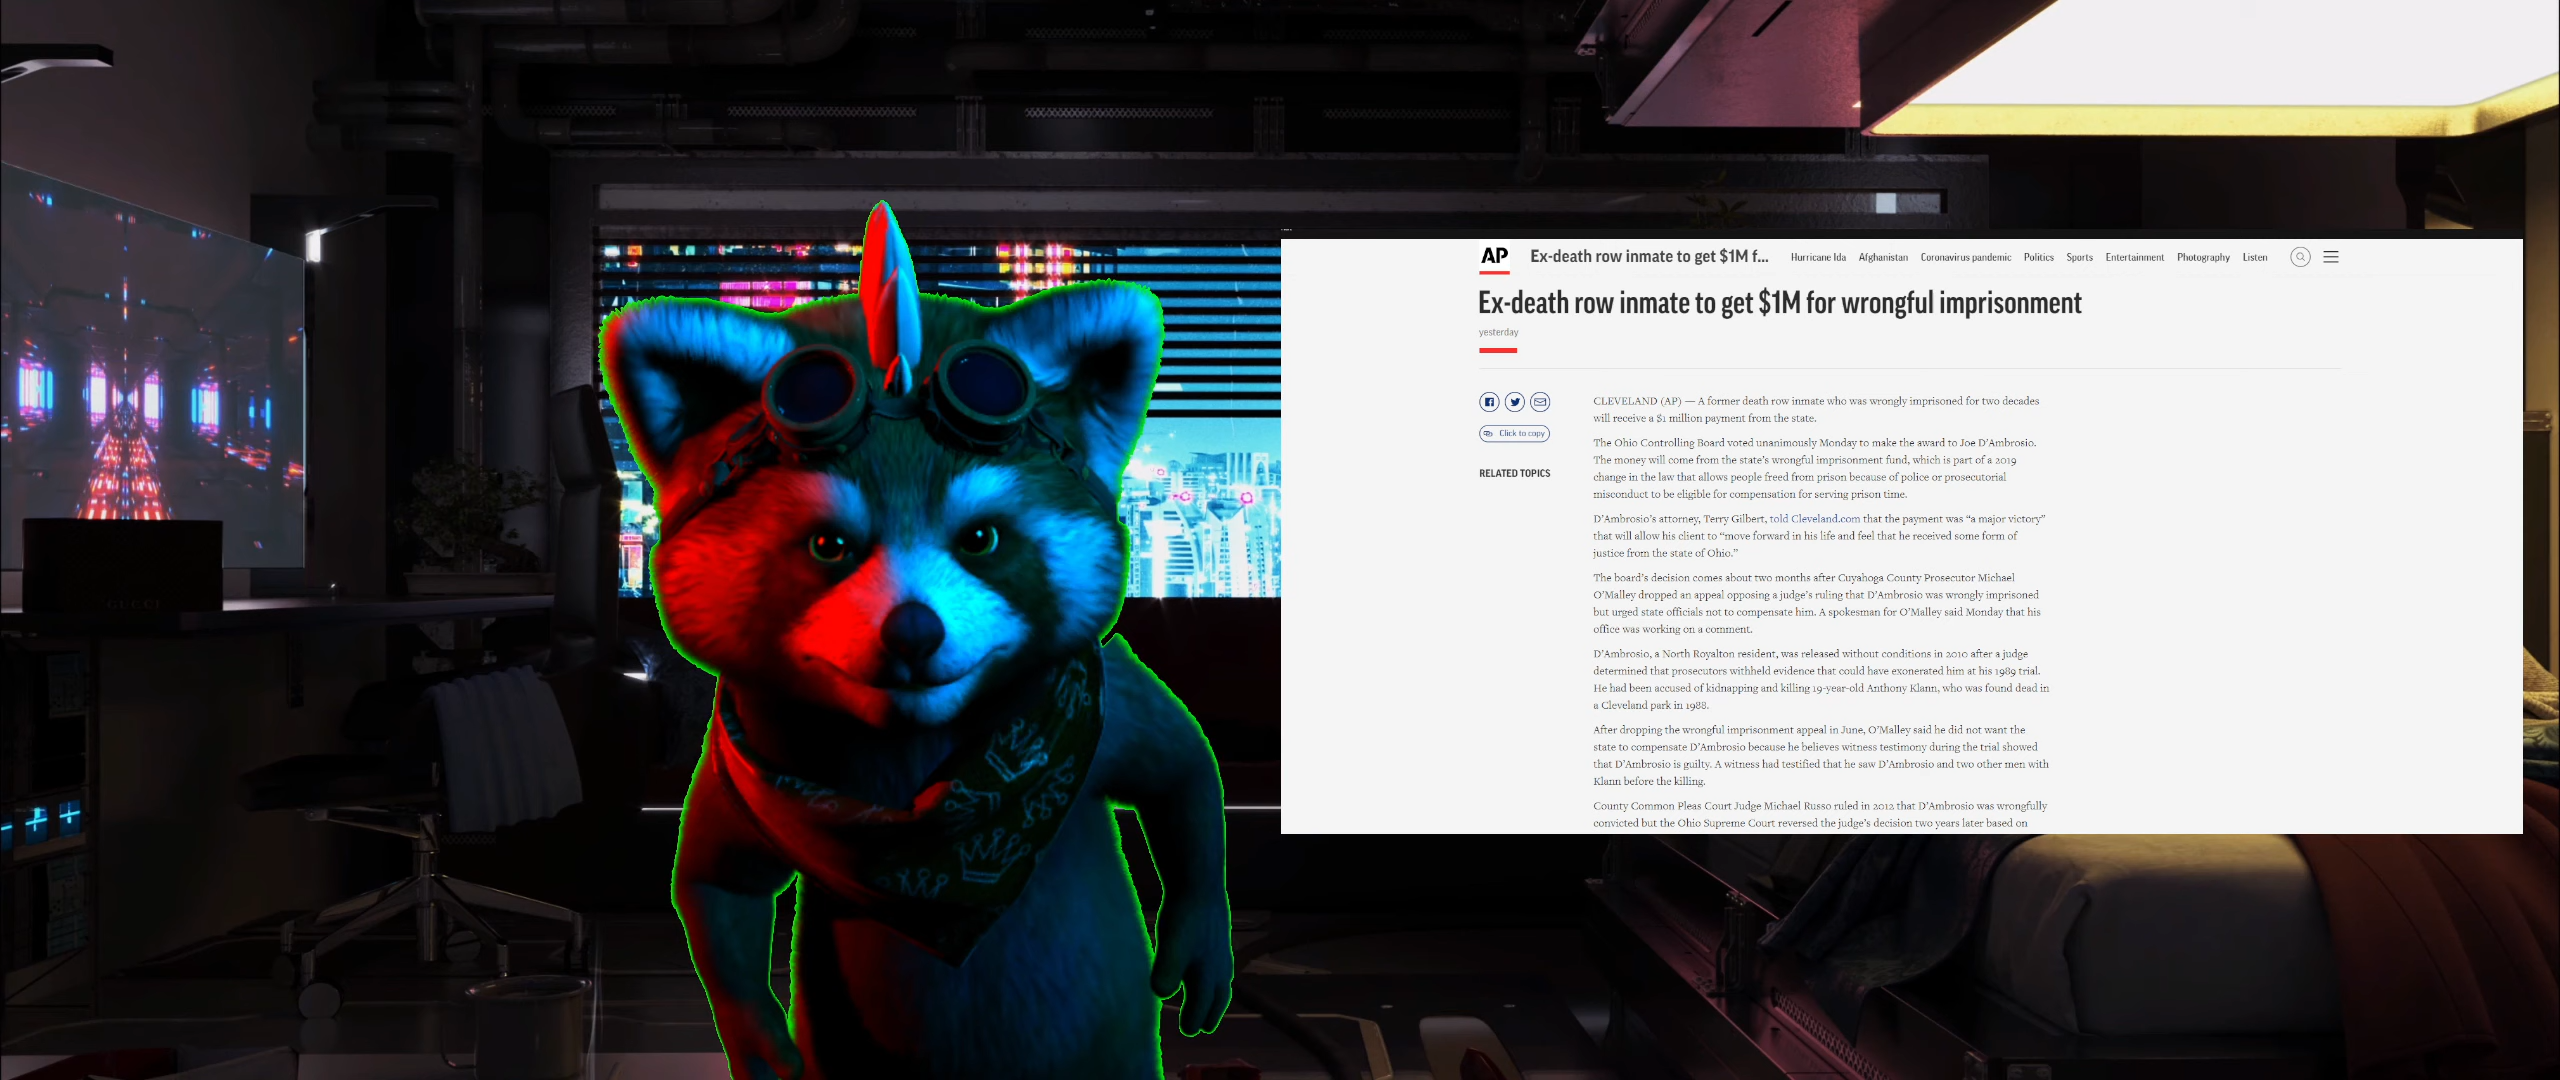 GUCCI
AP
Ex-death row inmate to get $1M f...
Hurricane Ida
Afghanistan
Coronavirus pandemic
Politics
Sports
Entertainment
Photography
Listen
Ex-death row inmate to get $1M for wrongful imprisonment
yesterday
Click to copy
RELATED TOPICS
CLEVELAND (AP) — A former death row inmate who was wrongly imprisoned for two decades
will receive a $1 million payment from the state.
The Ohio Controlling Board voted unanimously Monday to make the award to Joe D’Ambrosio.
The money will come from the state’s wrongful imprisonment fund, which is part of a 2019
change in the law that allows people freed from prison because of police or prosecutorial
misconduct to be eligible for compensation for serving prison time.
D’Ambrosio’s attorney, Terry Gilbert, told Cleveland.com that the payment was “a major victory”
that will allow his client to “move forward in his life and feel that he received some form of
justice from the state of Ohio.”
The board’s decision comes about two months after Cuyahoga County Prosecutor Michael
O’Malley dropped an appeal opposing a judge’s ruling that D’Ambrosio was wrongly imprisoned
but urged state officials not to compensate him. A spokesman for O’Malley said Monday that his
office was working on a comment.
D’Ambrosio, a North Royalton resident, was released without conditions in 2010 after a judge
determined that prosecutors withheld evidence that could have exonerated him at his 1989 trial.
He had been accused of kidnapping and killing 19-year-old Anthony Klann, who was found dead in
a Cleveland park in 1988.
After dropping the wrongful imprisonment appeal in June, O’Malley said he did not want the
state to compensate D’Ambrosio because he believes witness testimony during the trial showed
that D’Ambrosio is guilty. A witness had testified that he saw D’Ambrosio and two other men with
Klann before the killing.
County Common Pleas Court Judge Michael Russo ruled in 2012 that D’Ambrosio was wrongfully
convicted but the Ohio Supreme Court reversed the judge’s decision two years later based on